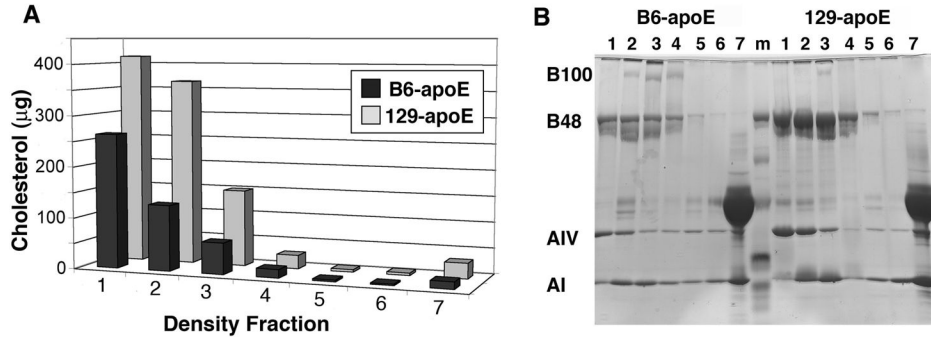 A
400
300
200
100
0
Cholesterol (µg)
B6-apoE
129-apoE
1 2 3 4 5 6 7
Density Fraction
B
B6-apoE 129-apoE
1 2 3 4 5 6 7 m 1 2 3 4 5 6 7
B100
B48
AIV
AI